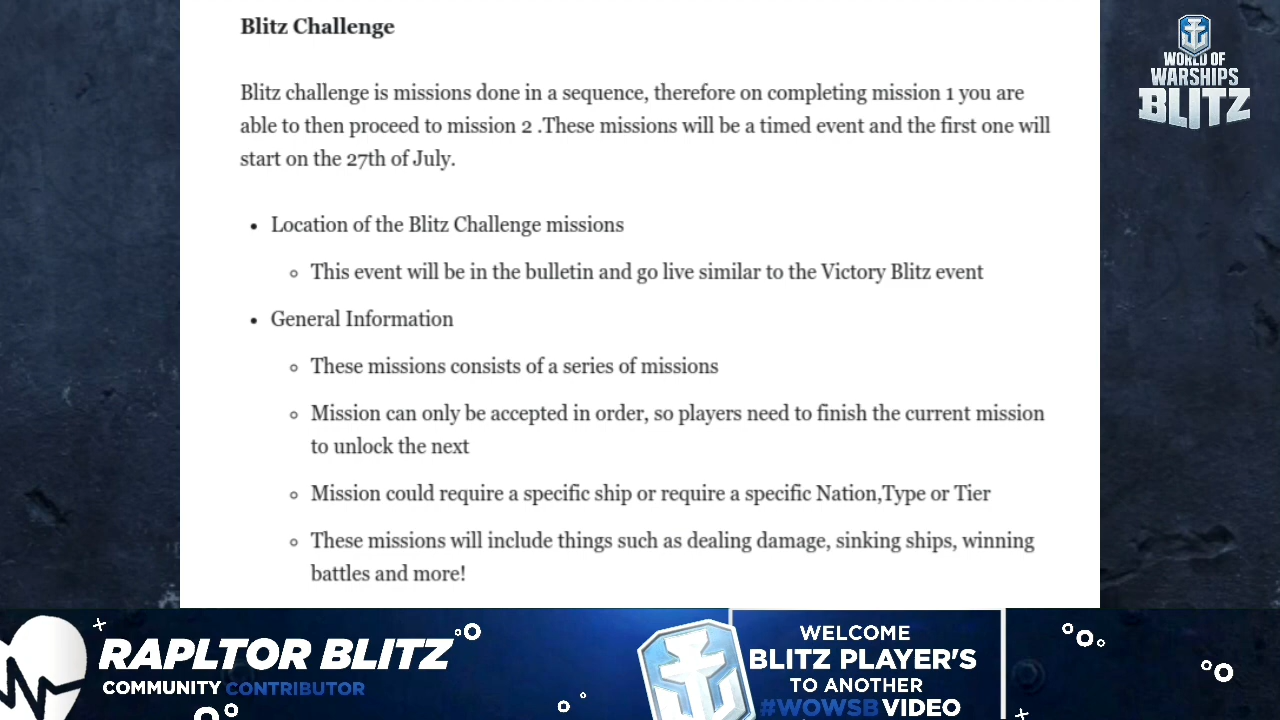 Blitz Challenge
Blitz challenge is missions done in a sequence, therefore on completing mission 1 you are
able to then proceed to mission 2 .These missions will be a timed event and the first one will
start on the 27th of July.
• Location of the Blitz Challenge missions
◦ This event will be in the bulletin and go live similar to the Victory Blitz event
• General Information
◦ These missions consists of a series of missions
◦ Mission can only be accepted in order, so players need to finish the current mission
to unlock the next
◦ Mission could require a specific ship or require a specific Nation,Type or Tier
◦ These missions will include things such as dealing damage, sinking ships, winning
battles and more!
WORLD OF
WARSHIPS
BLITZ
RAPLTOR BLITZ
COMMUNITY CONTRIBUTOR
WELCOME
BLITZ PLAYER'S
TO ANOTHER
#WOWSB VIDEO